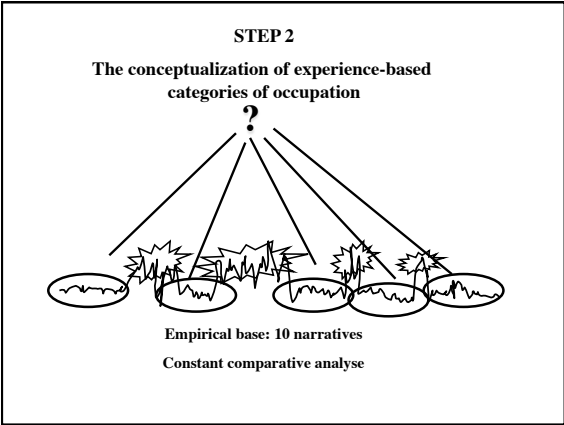 STEP 2
The conceptualization of experience-based
categories of occupation
?
Empirical base: 10 narratives
Constant comparative analyse